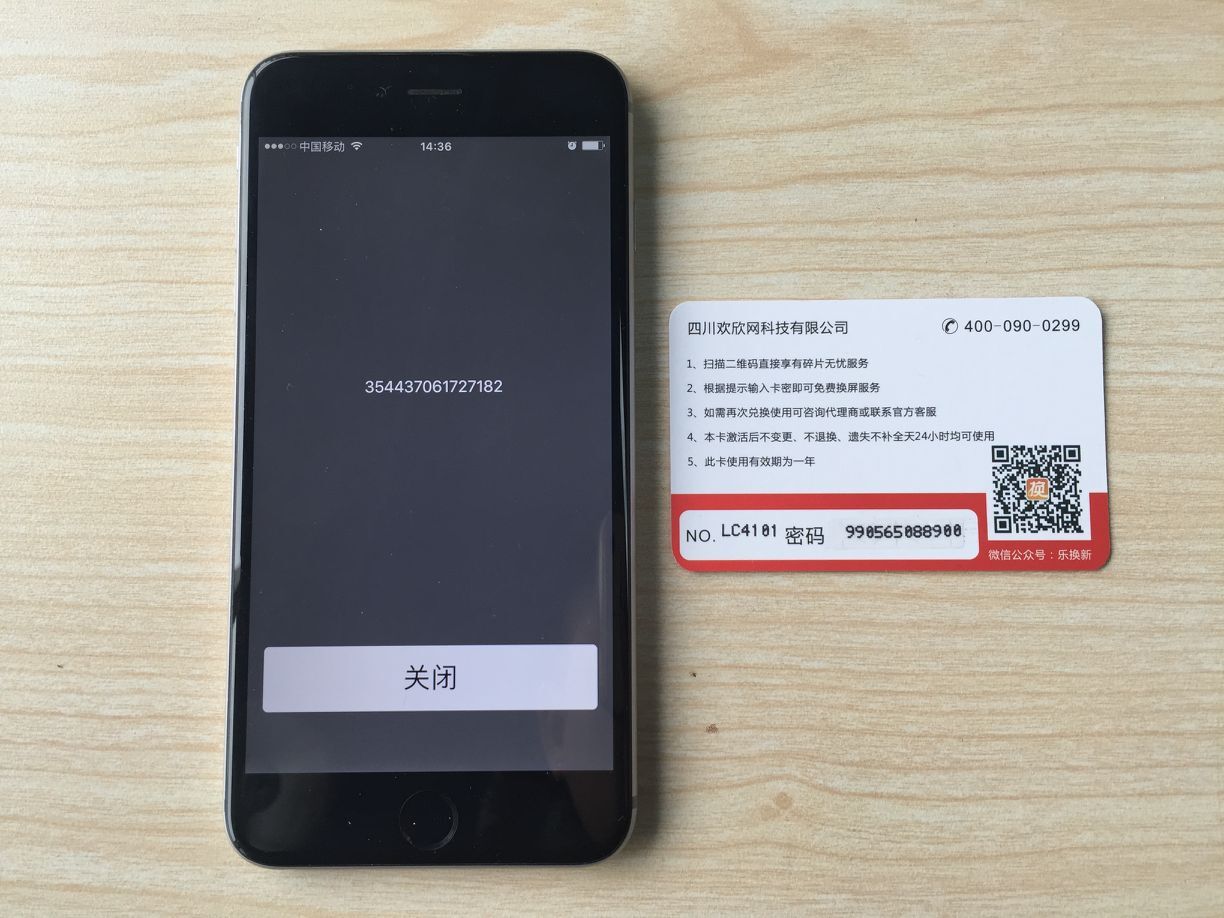 中国移动
14:36
354437061727182
关闭
四川欢欣网科技有限公司
400-090-0299
1、扫描二维码直接享有碎片无忧服务
2、根据提示输入卡密即可免费换屏服务
3、如需再次兑换使用可咨询代理商或联系官方客服
4、本卡激活后不变更、不退换、遗失不补全天24小时均可使用
5、此卡使用有效期为一年
换
NO. LC4101 密码 990565088900
微信公众号：乐换新